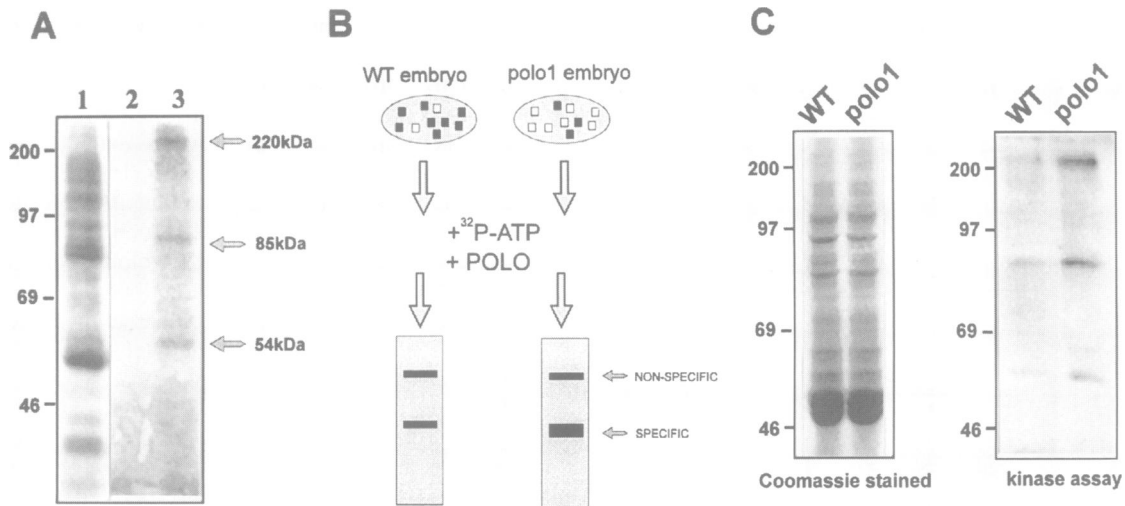 A
1 2 3
200
97
69
46
220kDa
85kDa
54kDa
B
WT embryo
polo1 embryo
+³²P-ATP
+ POLO
NON-SPECIFIC
SPECIFIC
C
WT
polo1
200
97
69
46
Coomassie stained
WT
polo1
200
97
69
46
kinase assay